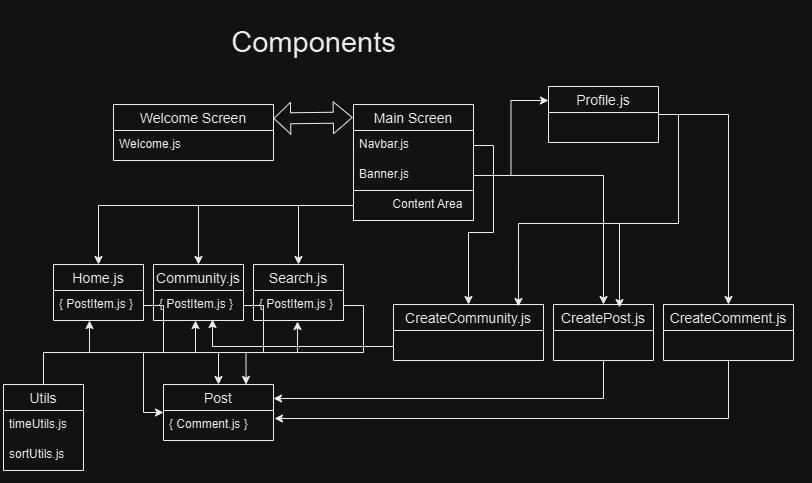 Components
Profile.js
Welcome Screen
Main Screen
Welcome.js
Navbar.js
Banner.js
Content Area
Home.js
Community.js
Search.js
{ PostItem.js }
{ PostItem.js }
{ PostItem.js }
CreateCommunity.js
CreatePost.js
CreateComment.js
Utils
Post
timeUtils.js
{ Comment.js }
sortUtils.js